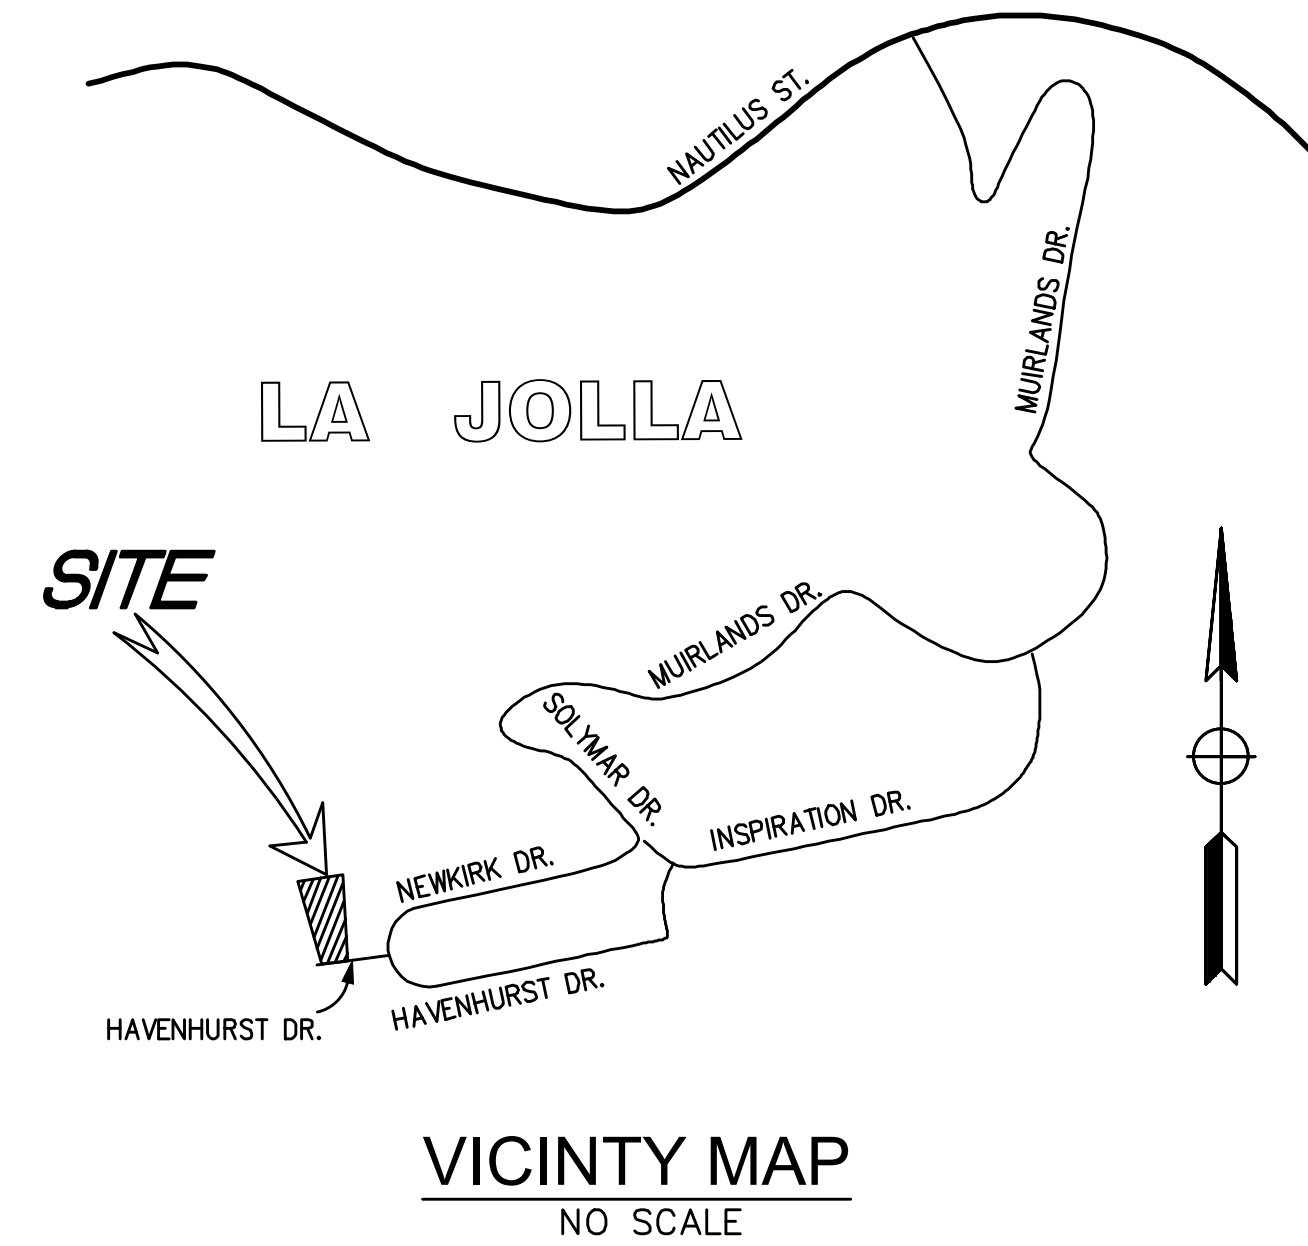 NAUTILUS ST.
MUIRLANDS DR.
LA JOLLA
SITE
MUIRLANDS DR.
SOLYMAR DR.
INSPIRATION DR.
NEWKIRK DR.
HAVENHURST DR.
HAVENHURST DR.
VICINTY MAP
NO SCALE